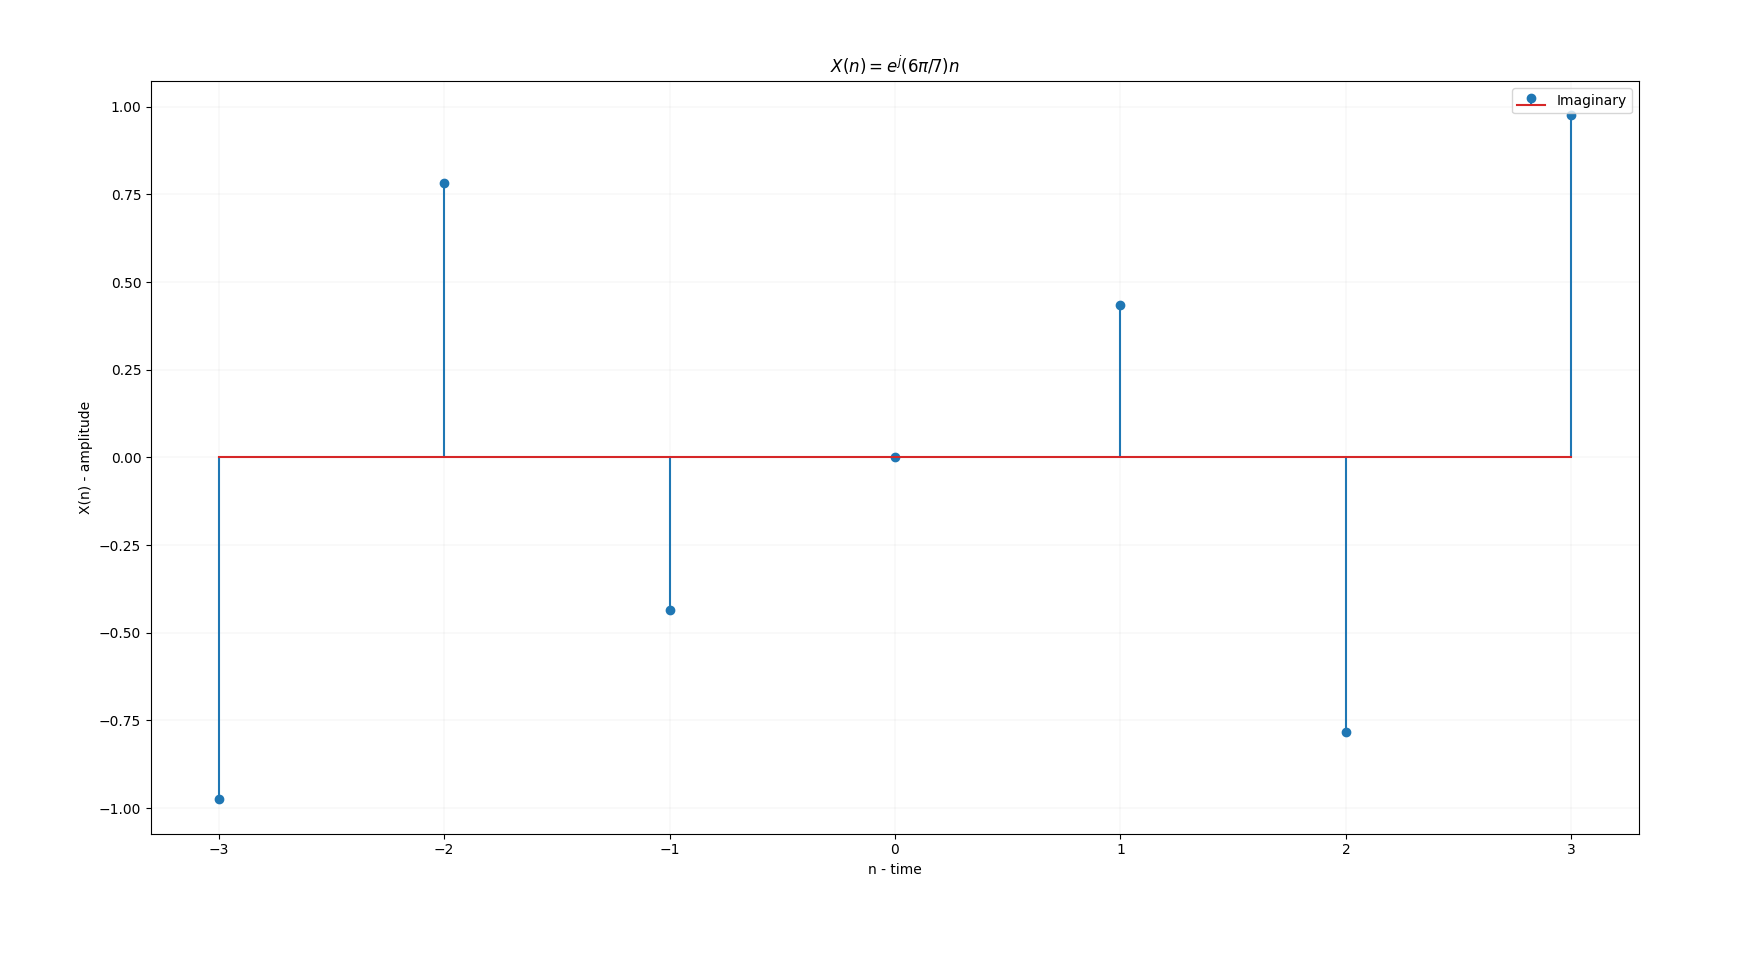 X(n) = e^j(6π/7)n
Imaginary
1.00
0.75
0.50
0.25
0.00
−0.25
−0.50
−0.75
−1.00
X(n) - amplitude
−3 −2 −1 0 1 2 3
n - time